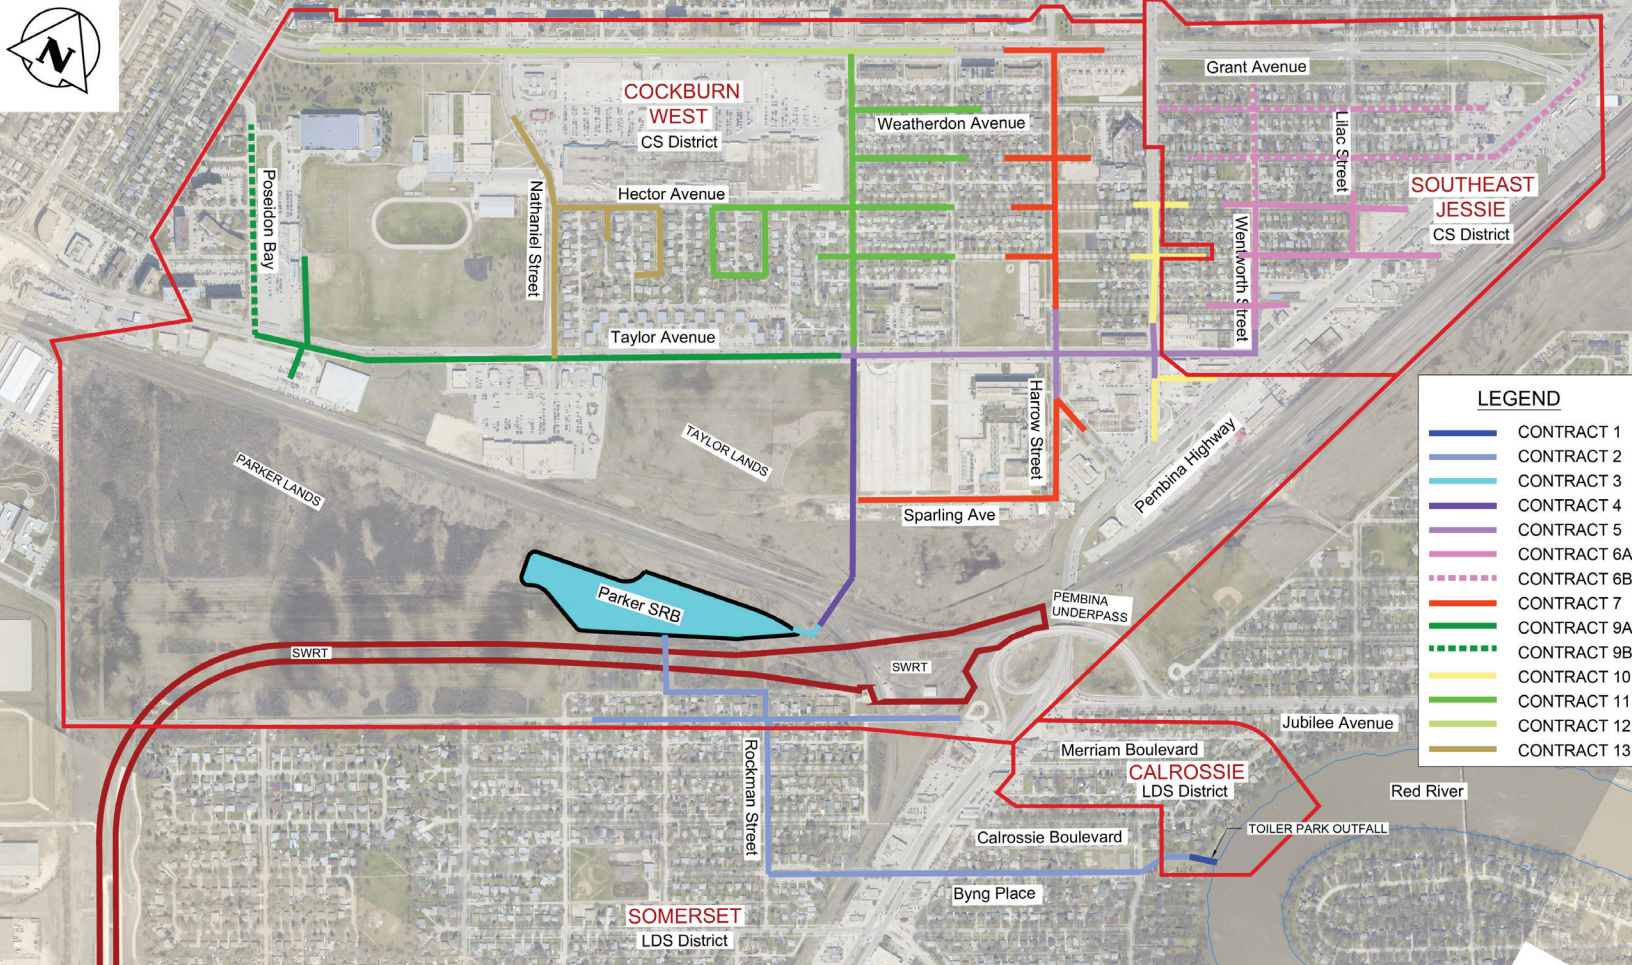 N
Grant Avenue
COCKBURN
WEST
CS District
Weatherdon Avenue
Lilac Street
SOUTHEAST
JESSIE
CS District
Poseidon Bay
Nathaniel Street
Hector Avenue
Wentworth Street
Taylor Avenue
Harrow Street
TAYLOR LANDS
PARKER LANDS
Pembina Highway
Sparling Ave
Parker SRB
PEMBINA
UNDERPASS
SWRT
SWRT
Jubilee Avenue
Merriam Boulevard
CALROSSIE
LDS District
Red River
Rockman Street
Calrossie Boulevard
TOILER PARK OUTFALL
Byng Place
SOMERSET
LDS District
LEGEND
CONTRACT 1
CONTRACT 2
CONTRACT 3
CONTRACT 4
CONTRACT 5
CONTRACT 6A
CONTRACT 6B
CONTRACT 7
CONTRACT 9A
CONTRACT 9B
CONTRACT 10
CONTRACT 11
CONTRACT 12
CONTRACT 13